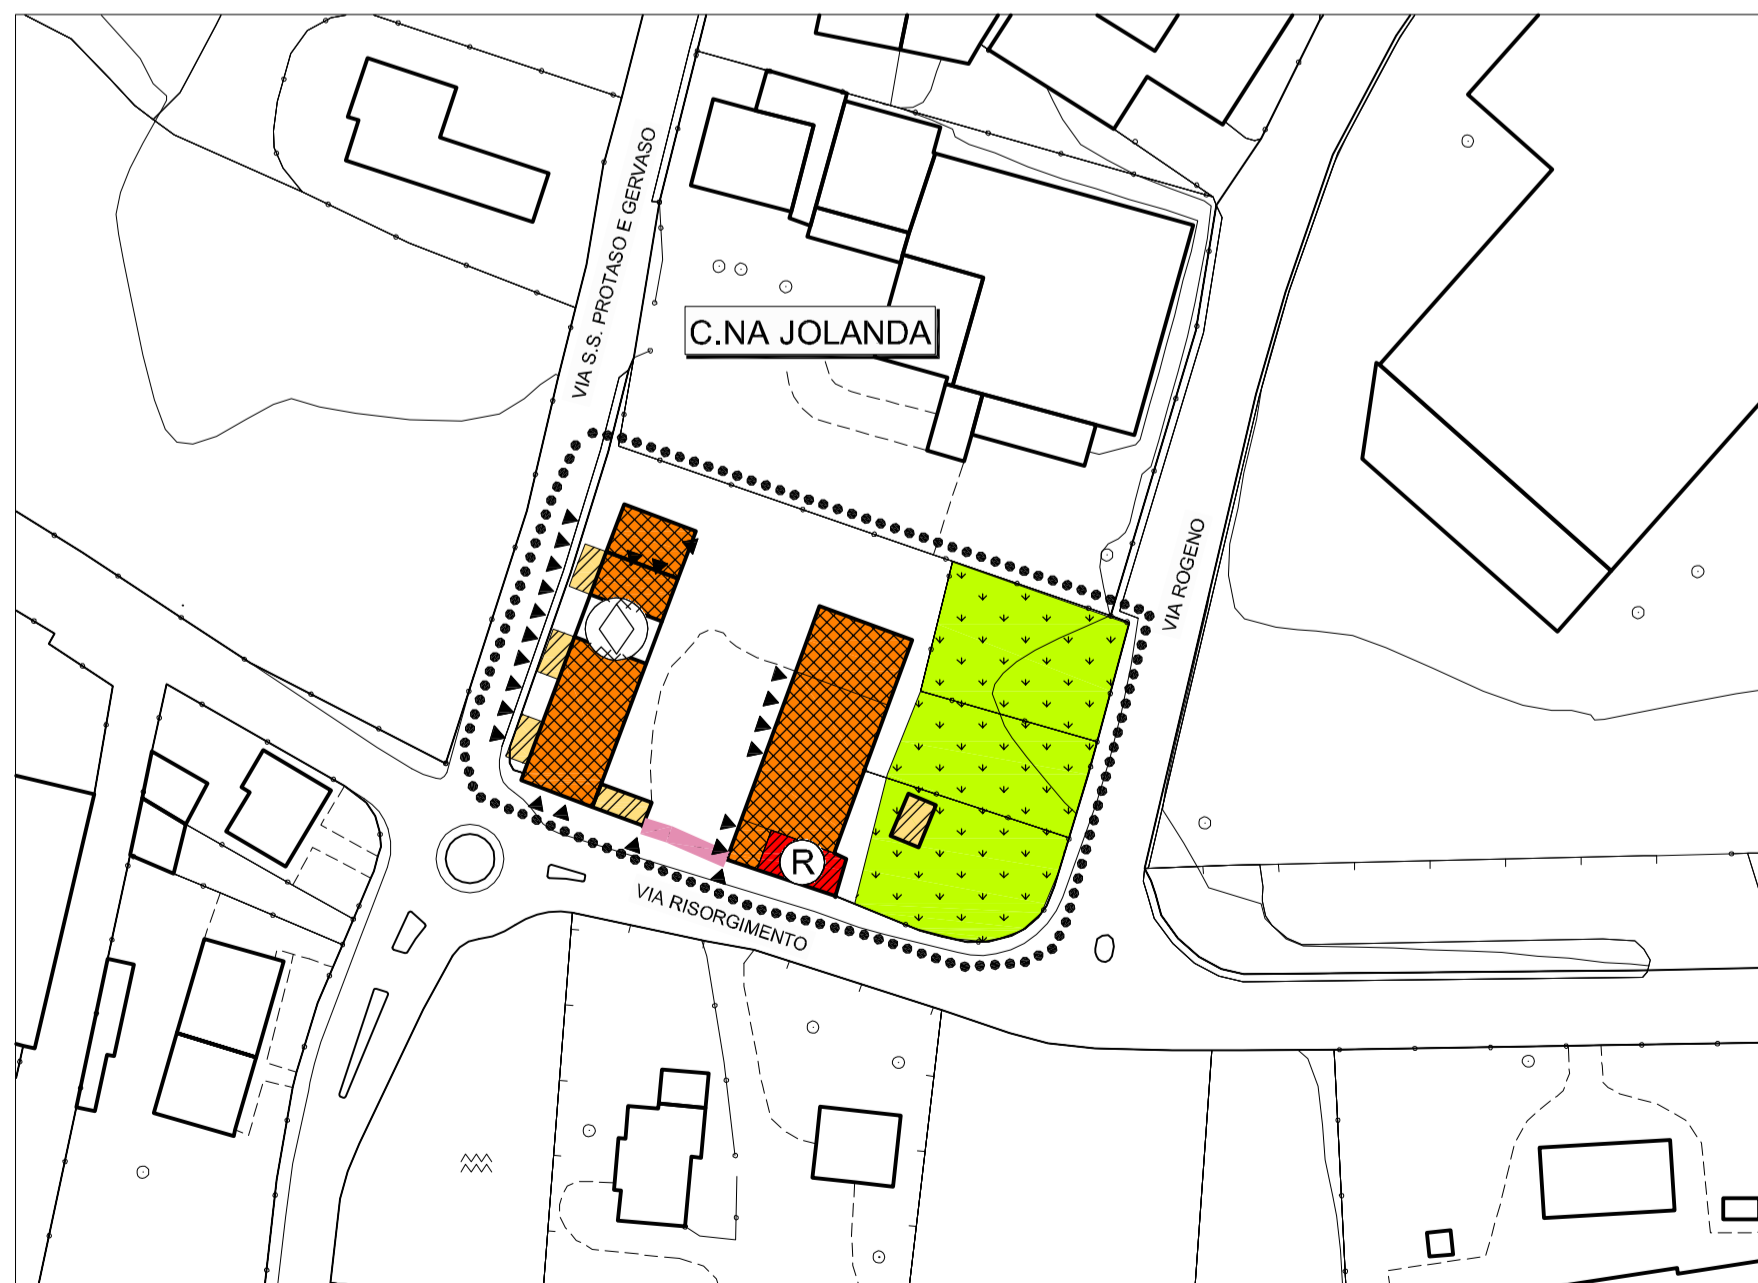 VIA S.S. PROTASO E GERVASO
C.NA JOLANDA
VIA ROGENO
R
VIA RISORGIMENTO